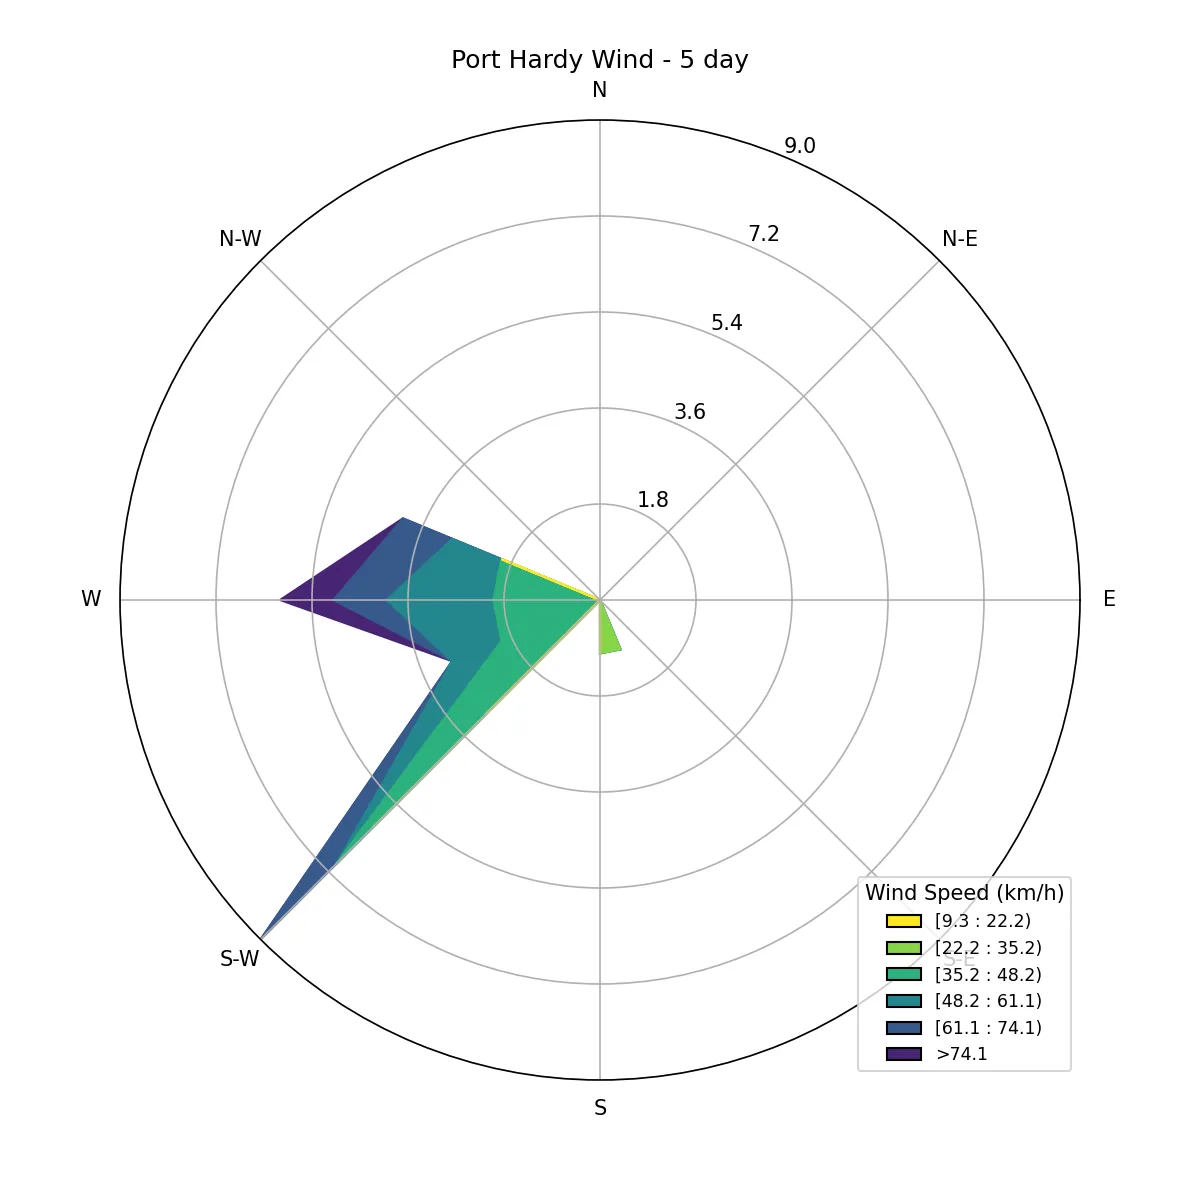 Port Hardy Wind - 5 day
N
9.0
7.2
N-W
N-E
5.4
3.6
1.8
W
E
Wind Speed (km/h)
[9.3 : 22.2)
[22.2 : 35.2)
S-W
S-E
[35.2 : 48.2)
[48.2 : 61.1)
[61.1 : 74.1)
>74.1
S